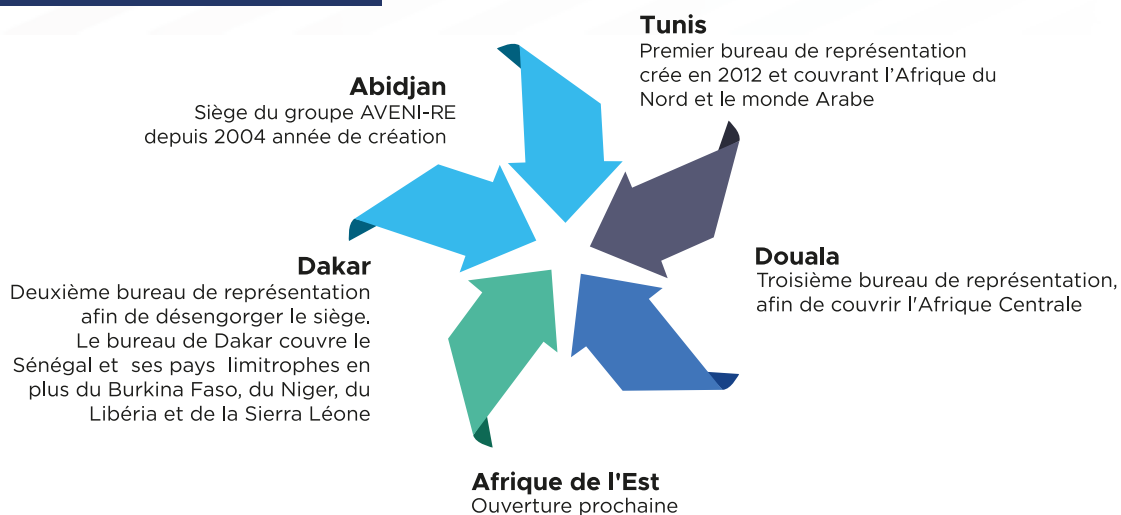 Tunis
Premier bureau de représentation
crée en 2012 et couvrant l'Afrique du
Nord et le monde Arabe
Abidjan
Siège du groupe AVENI-RE
depuis 2004 année de création
Dakar
Deuxième bureau de représentation
afin de désengorger le siège.
Le bureau de Dakar couvre le
Sénégal et ses pays limitrophes en
plus du Burkina Faso, du Niger, du
Libéria et de la Sierra Léone
Douala
Troisième bureau de représentation,
afin de couvrir l'Afrique Centrale
Afrique de l'Est
Ouverture prochaine